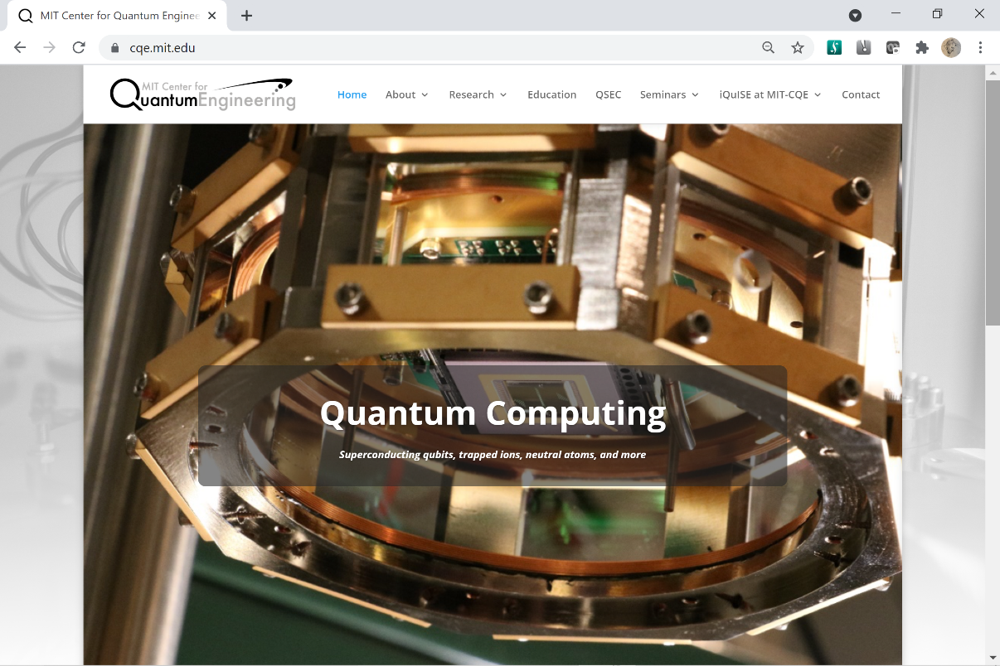 MIT Center for Quantum Enginee
cqe.mit.edu
MIT Center for
QuantumEngineering
Home About Research Education QSEC Seminars iQuISE at MIT-CQE Contact
Quantum Computing
Superconducting qubits, trapped ions, neutral atoms, and more